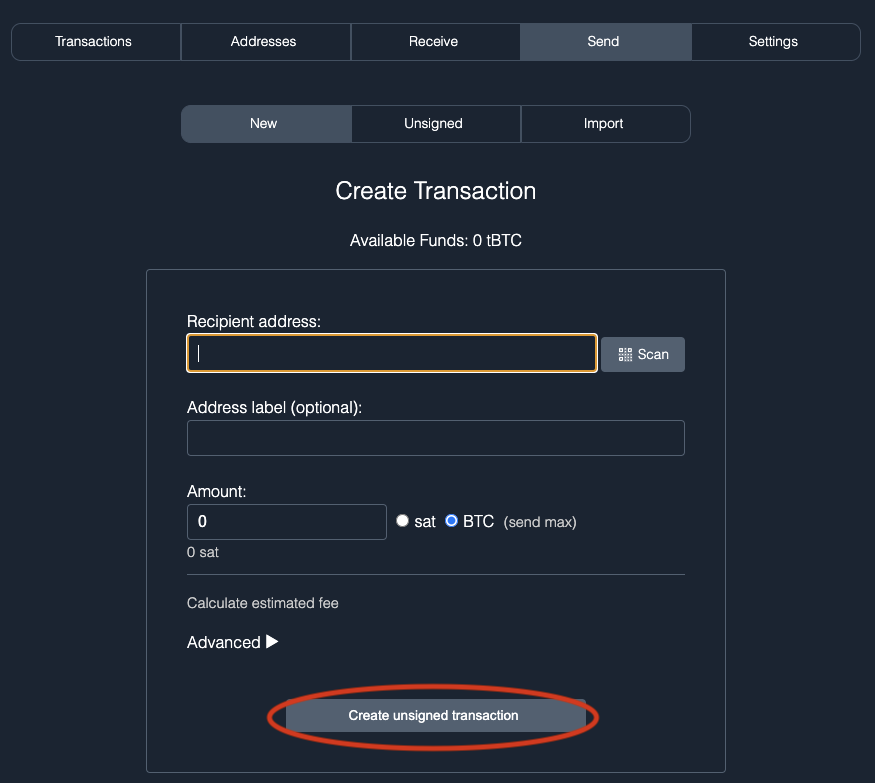 Transactions Addresses Receive Send Settings
New Unsigned Import
Create Transaction
Available Funds: 0 tBTC
Recipient address:
Scan
Address label (optional):
Amount:
0 sat BTC (send max)
0 sat
Calculate estimated fee
Advanced ▶
Create unsigned transaction